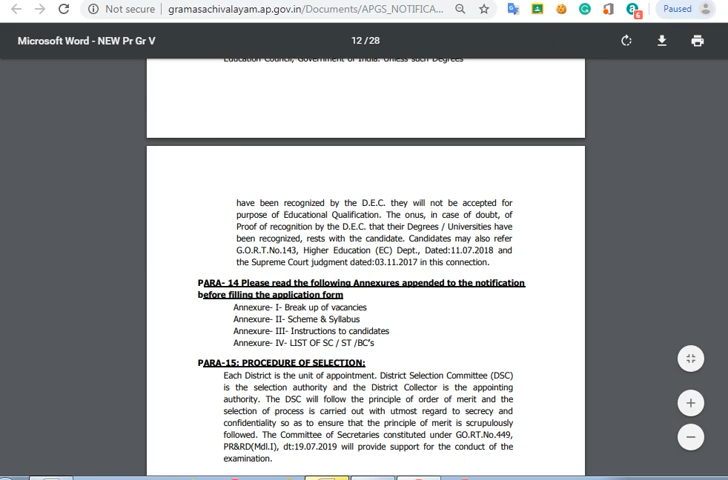 Not secure gramasachivalayam.ap.gov.in/Documents/APGS_NOTIFICA... Paused
Microsoft Word - NEW Pr Gr V 12/28
Education Council, Government of India. Unless such Degrees
have been recognized by the D.E.C. they will not be accepted for
purpose of Educational Qualification. The onus, in case of doubt, of
Proof of recognition by the D.E.C. that their Degrees / Universities have
been recognized, rests with the candidate. Candidates may also refer
G.O.R.T.No.143, Higher Education (EC) Dept., Dated:11.07.2018 and
the Supreme Court judgment dated:03.11.2017 in this connection.
PARA- 14 Please read the following Annexures appended to the notification
before filling the application form
Annexure- I- Break up of vacancies
Annexure- II- Scheme & Syllabus
Annexure- III- Instructions to candidates
Annexure- IV- LIST OF SC / ST /BC's
PARA-15: PROCEDURE OF SELECTION:
Each District is the unit of appointment. District Selection Committee (DSC)
is the selection authority and the District Collector is the appointing
authority. The DSC will follow the principle of order of merit and the
selection of process is carried out with utmost regard to secrecy and
confidentiality so as to ensure that the principle of merit is scrupulously
followed. The Committee of Secretaries constituted under GO.RT.No.449,
PR&RD(Mdl.I), dt:19.07.2019 will provide support for the conduct of the
examination.